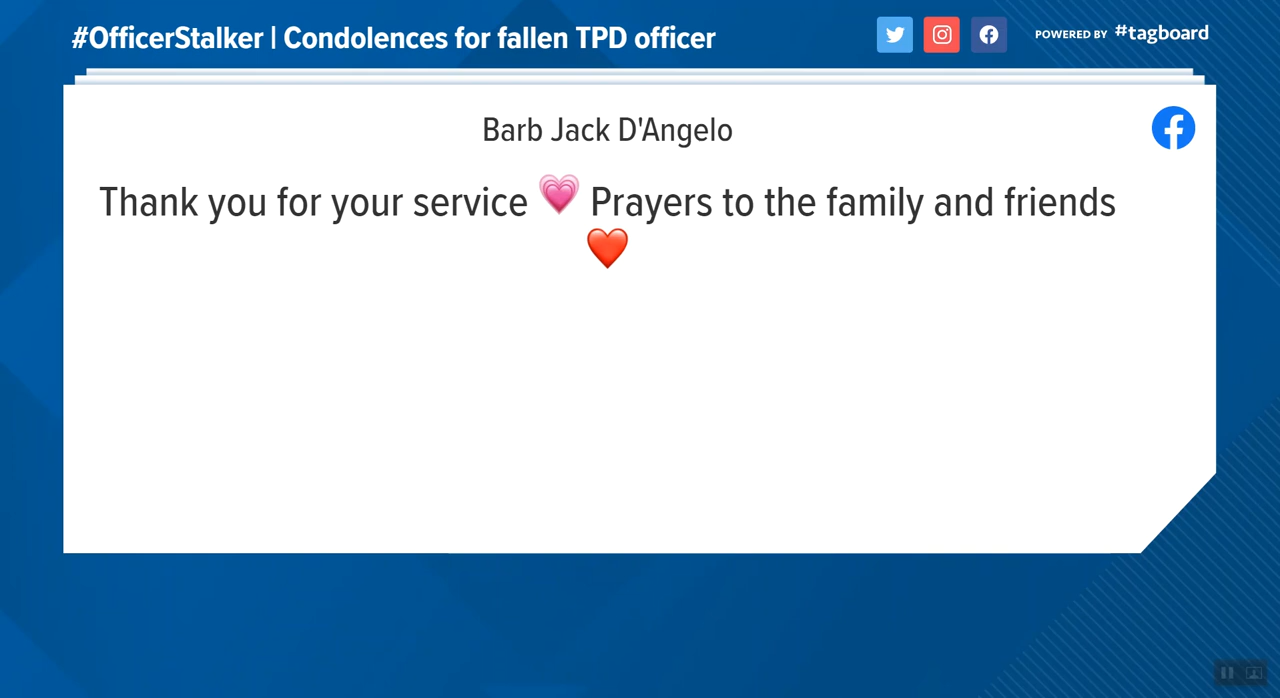 #OfficerStalker | Condolences for fallen TPD officer
POWERED BY #tagboard
Barb Jack D'Angelo
Thank you for your service 💗 Prayers to the family and friends
❤️